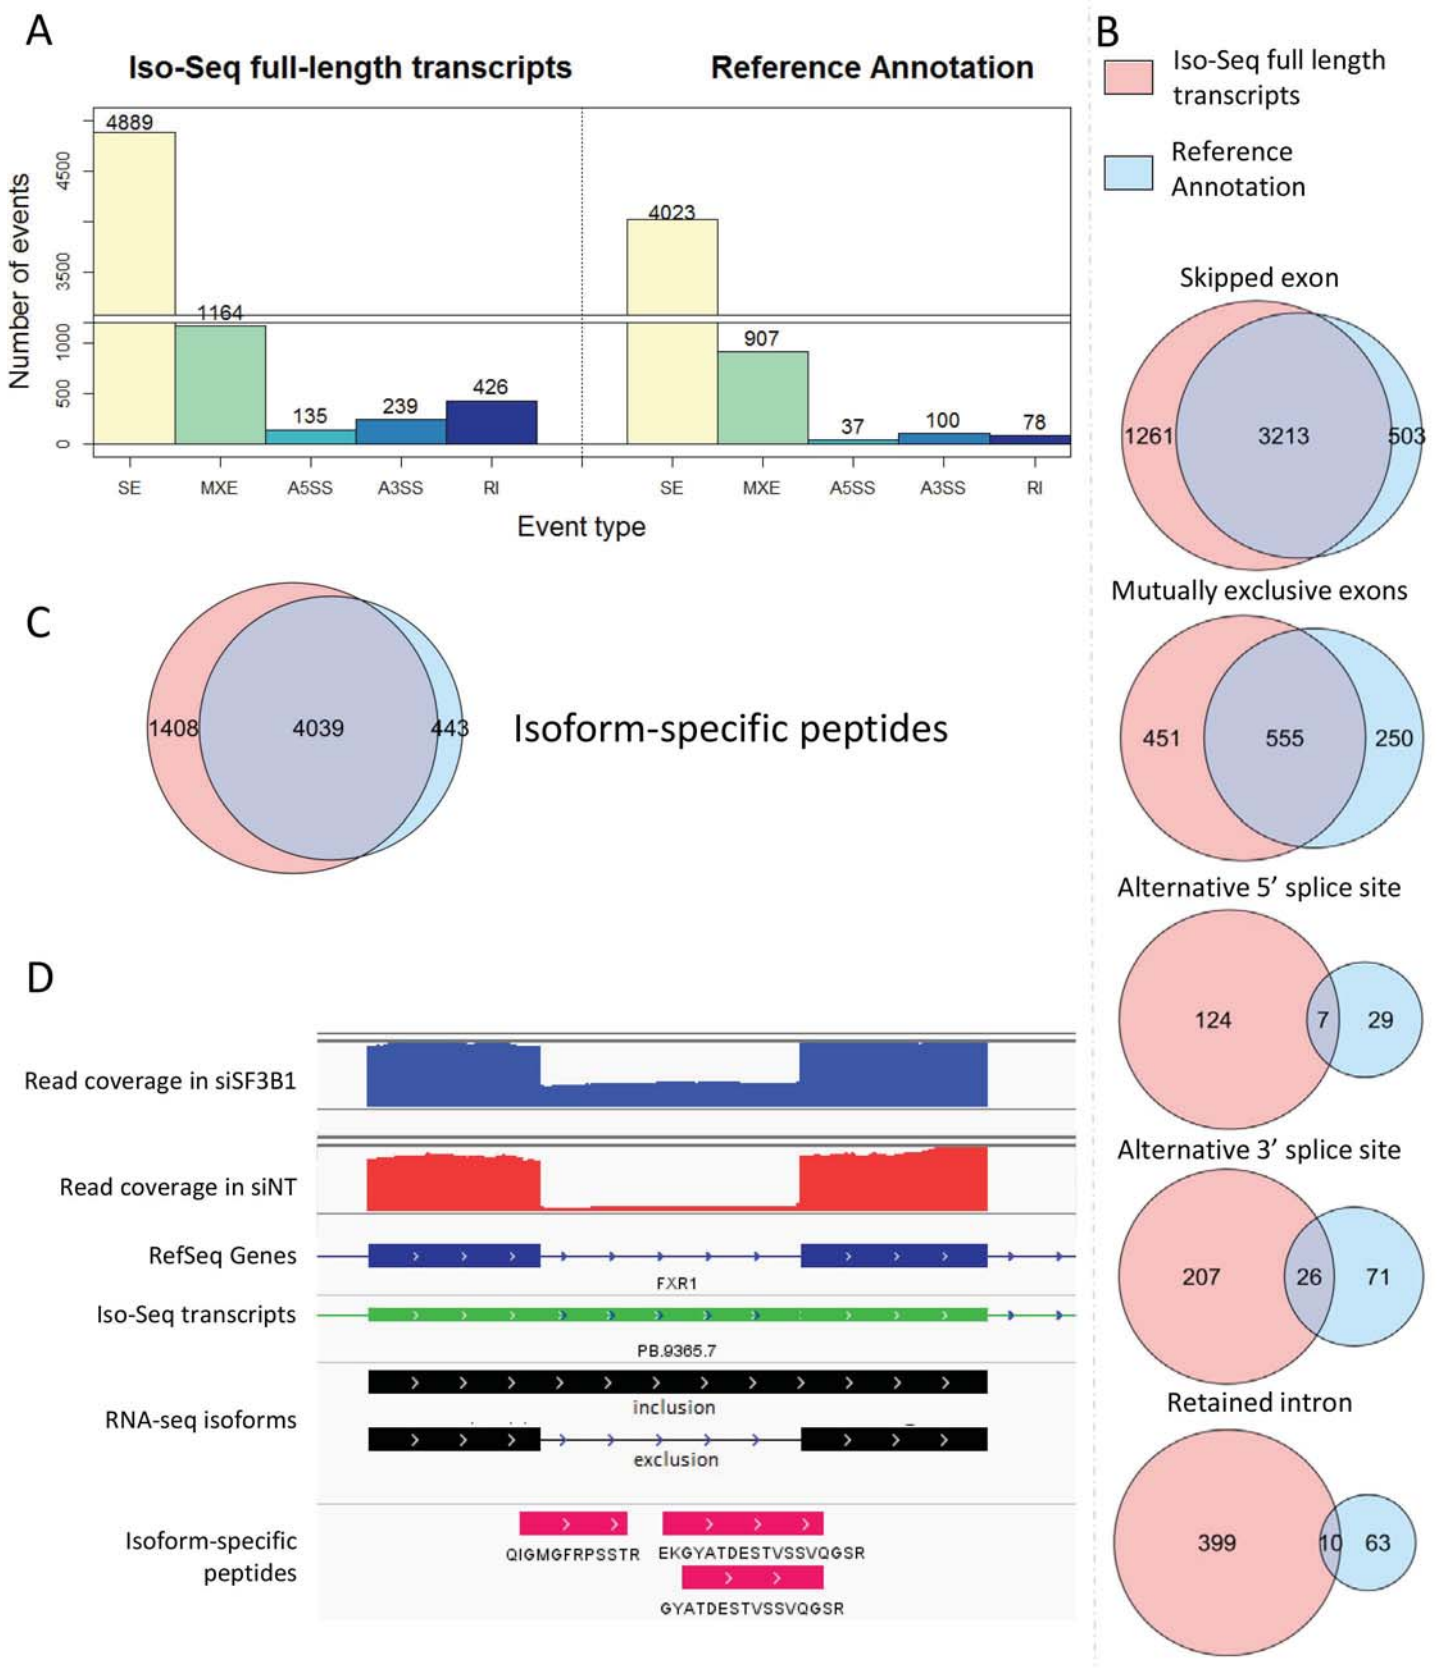 A
Iso-Seq full-length transcripts
Reference Annotation
Number of events
4500
3500
1000
500
0
4889
1164
135
239
426
4023
907
37
100
78
SE
MXE
A5SS
A3SS
RI
SE
MXE
A5SS
A3SS
RI
Event type
B
Iso-Seq full length
transcripts
Reference
Annotation
Skipped exon
1261
3213
503
Mutually exclusive exons
451
555
250
Alternative 5’ splice site
124
7
29
Alternative 3’ splice site
207
26
71
Retained intron
399
10
63
C
1408
4039
443
Isoform-specific peptides
D
Read coverage in siSF3B1
Read coverage in siNT
RefSeq Genes
FXR1
Iso-Seq transcripts
PB.9365.7
RNA-seq isoforms
inclusion
exclusion
Isoform-specific
peptides
QIGMGFRPSSTR
EKGYATDESTVSSVQGSR
GYATDESTVSSVQGSR